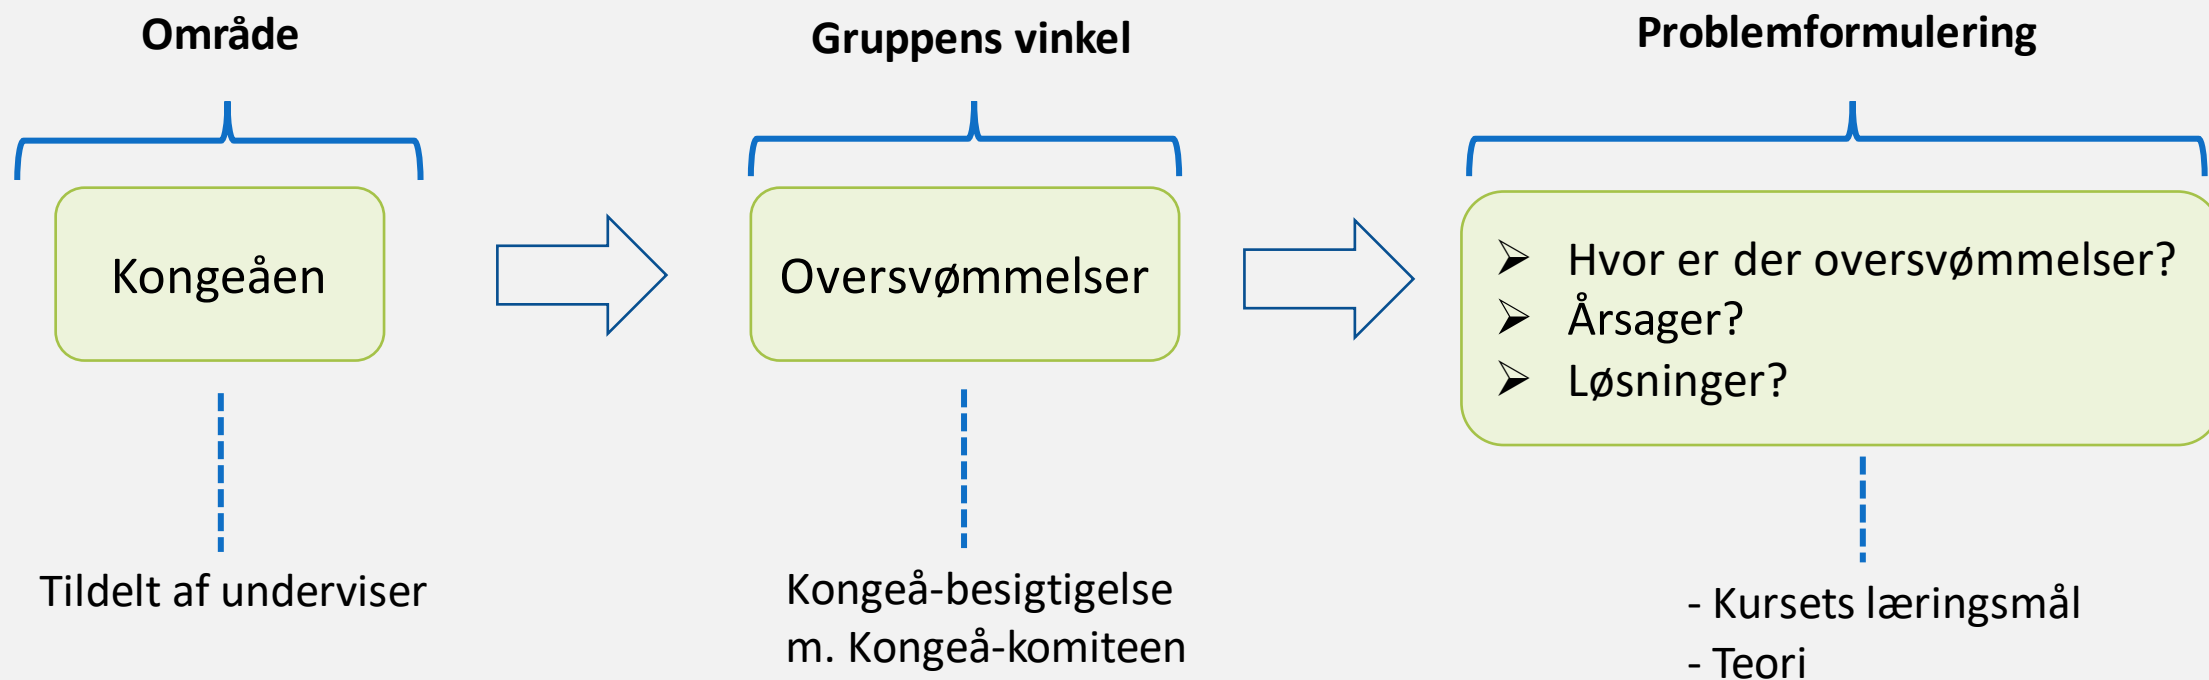 Område
Kongeåen
Tildelt af underviser
Gruppens vinkel
Oversvømmelser
Kongeå-besigtigelse
m. Kongeå-komiteen
Problemformulering
➢ Hvor er der oversvømmelser?
➢ Årsager?
➢ Løsninger?
- Kursets læringsmål
- Teori